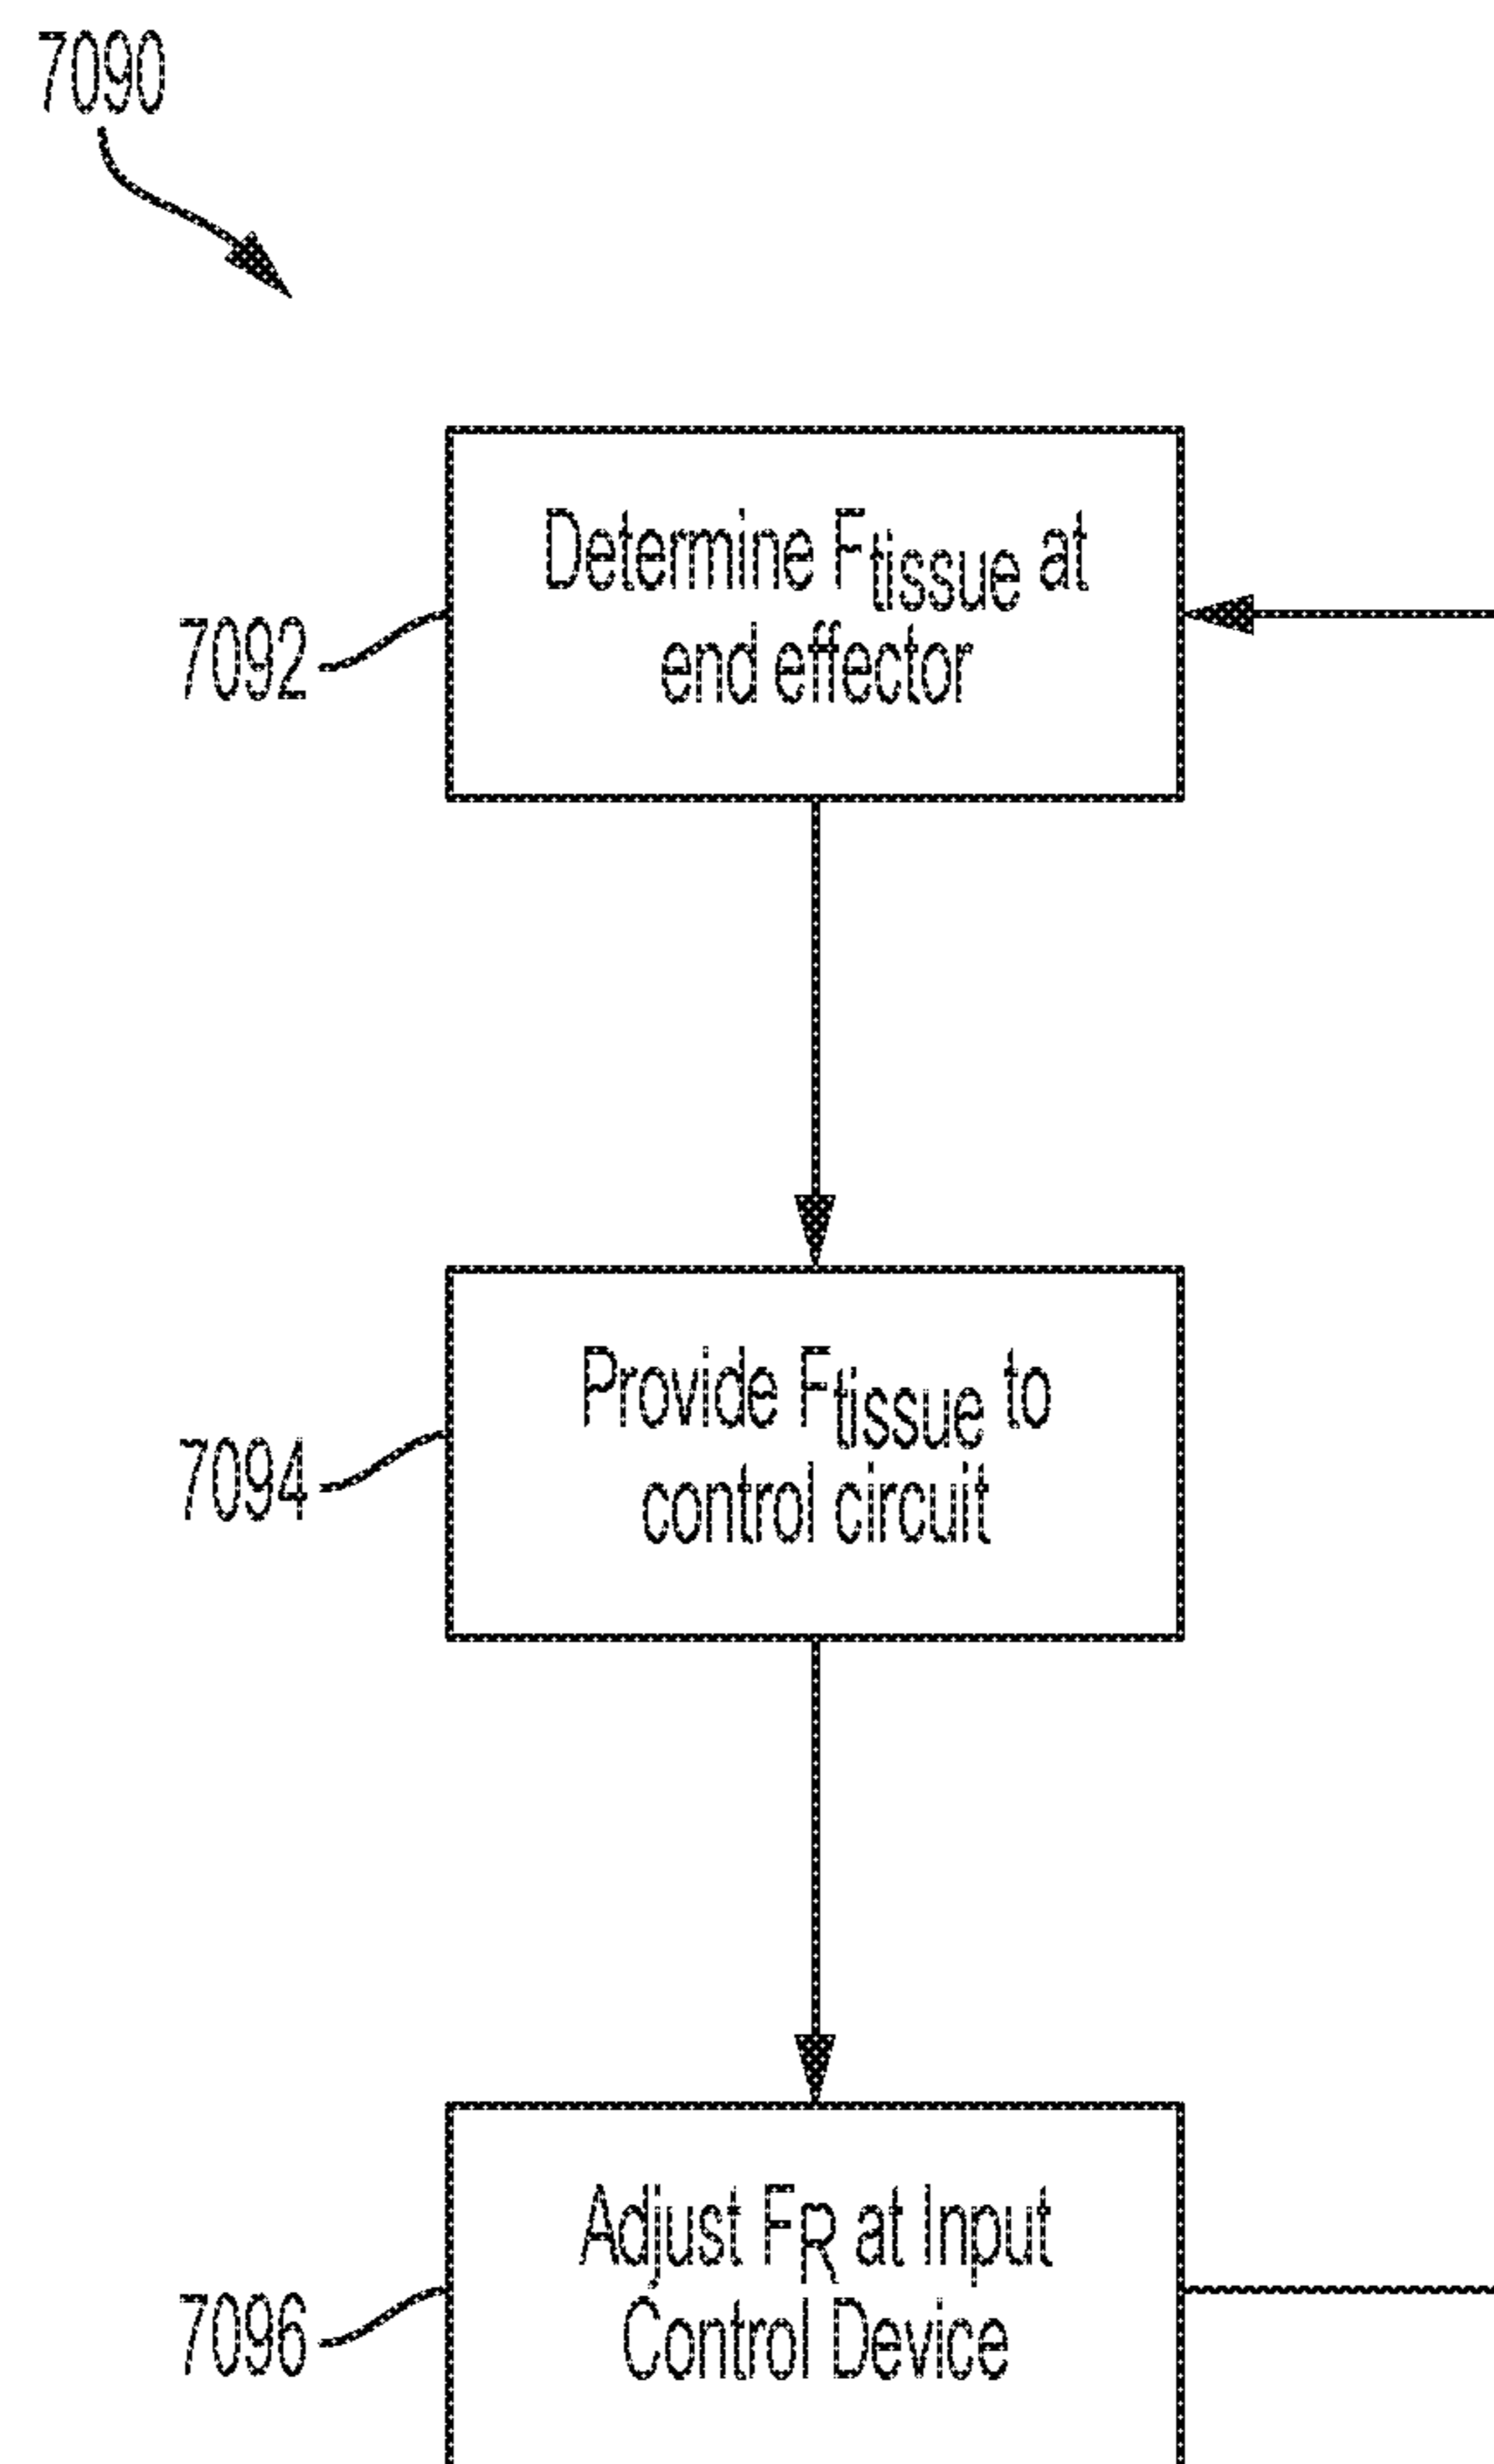 7090
Determine Ftissue at
end effector
7092
Provide Ftissue to
control circuit
7094
Adjust FR at Input
Control Device
7096